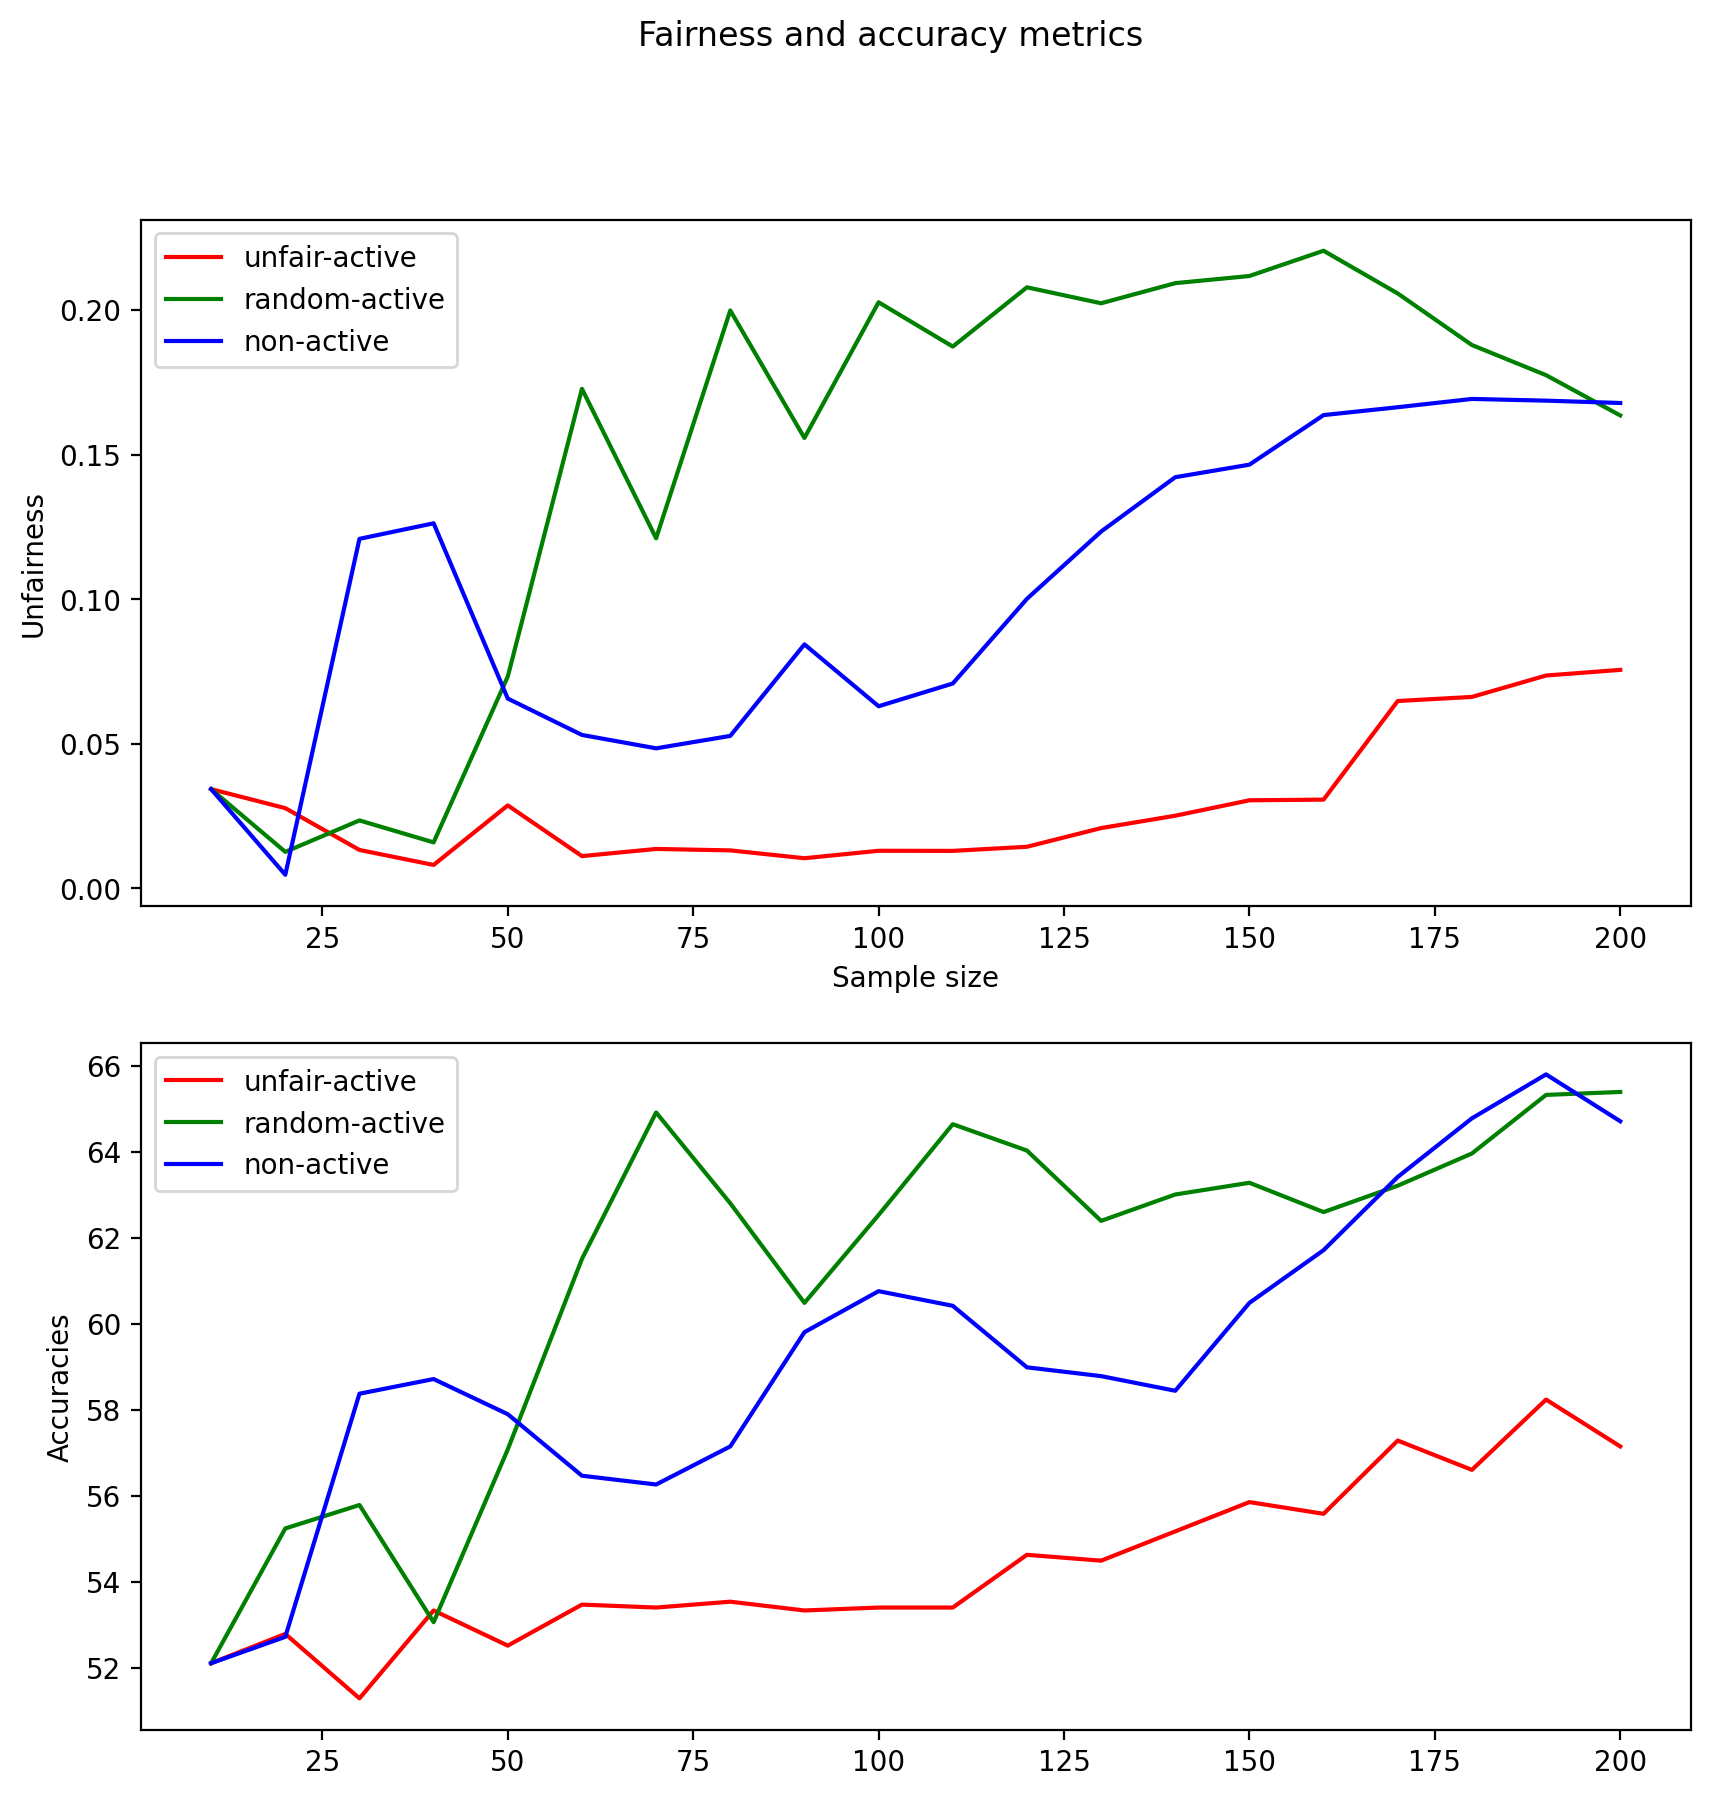 Fairness and accuracy metrics
unfair-active
random-active
non-active
0.20
0.15
0.10
0.05
0.00
Unfairness
25 50 75 100 125 150 175 200
Sample size
unfair-active
random-active
non-active
66
64
62
60
58
56
54
52
Accuracies
25 50 75 100 125 150 175 200